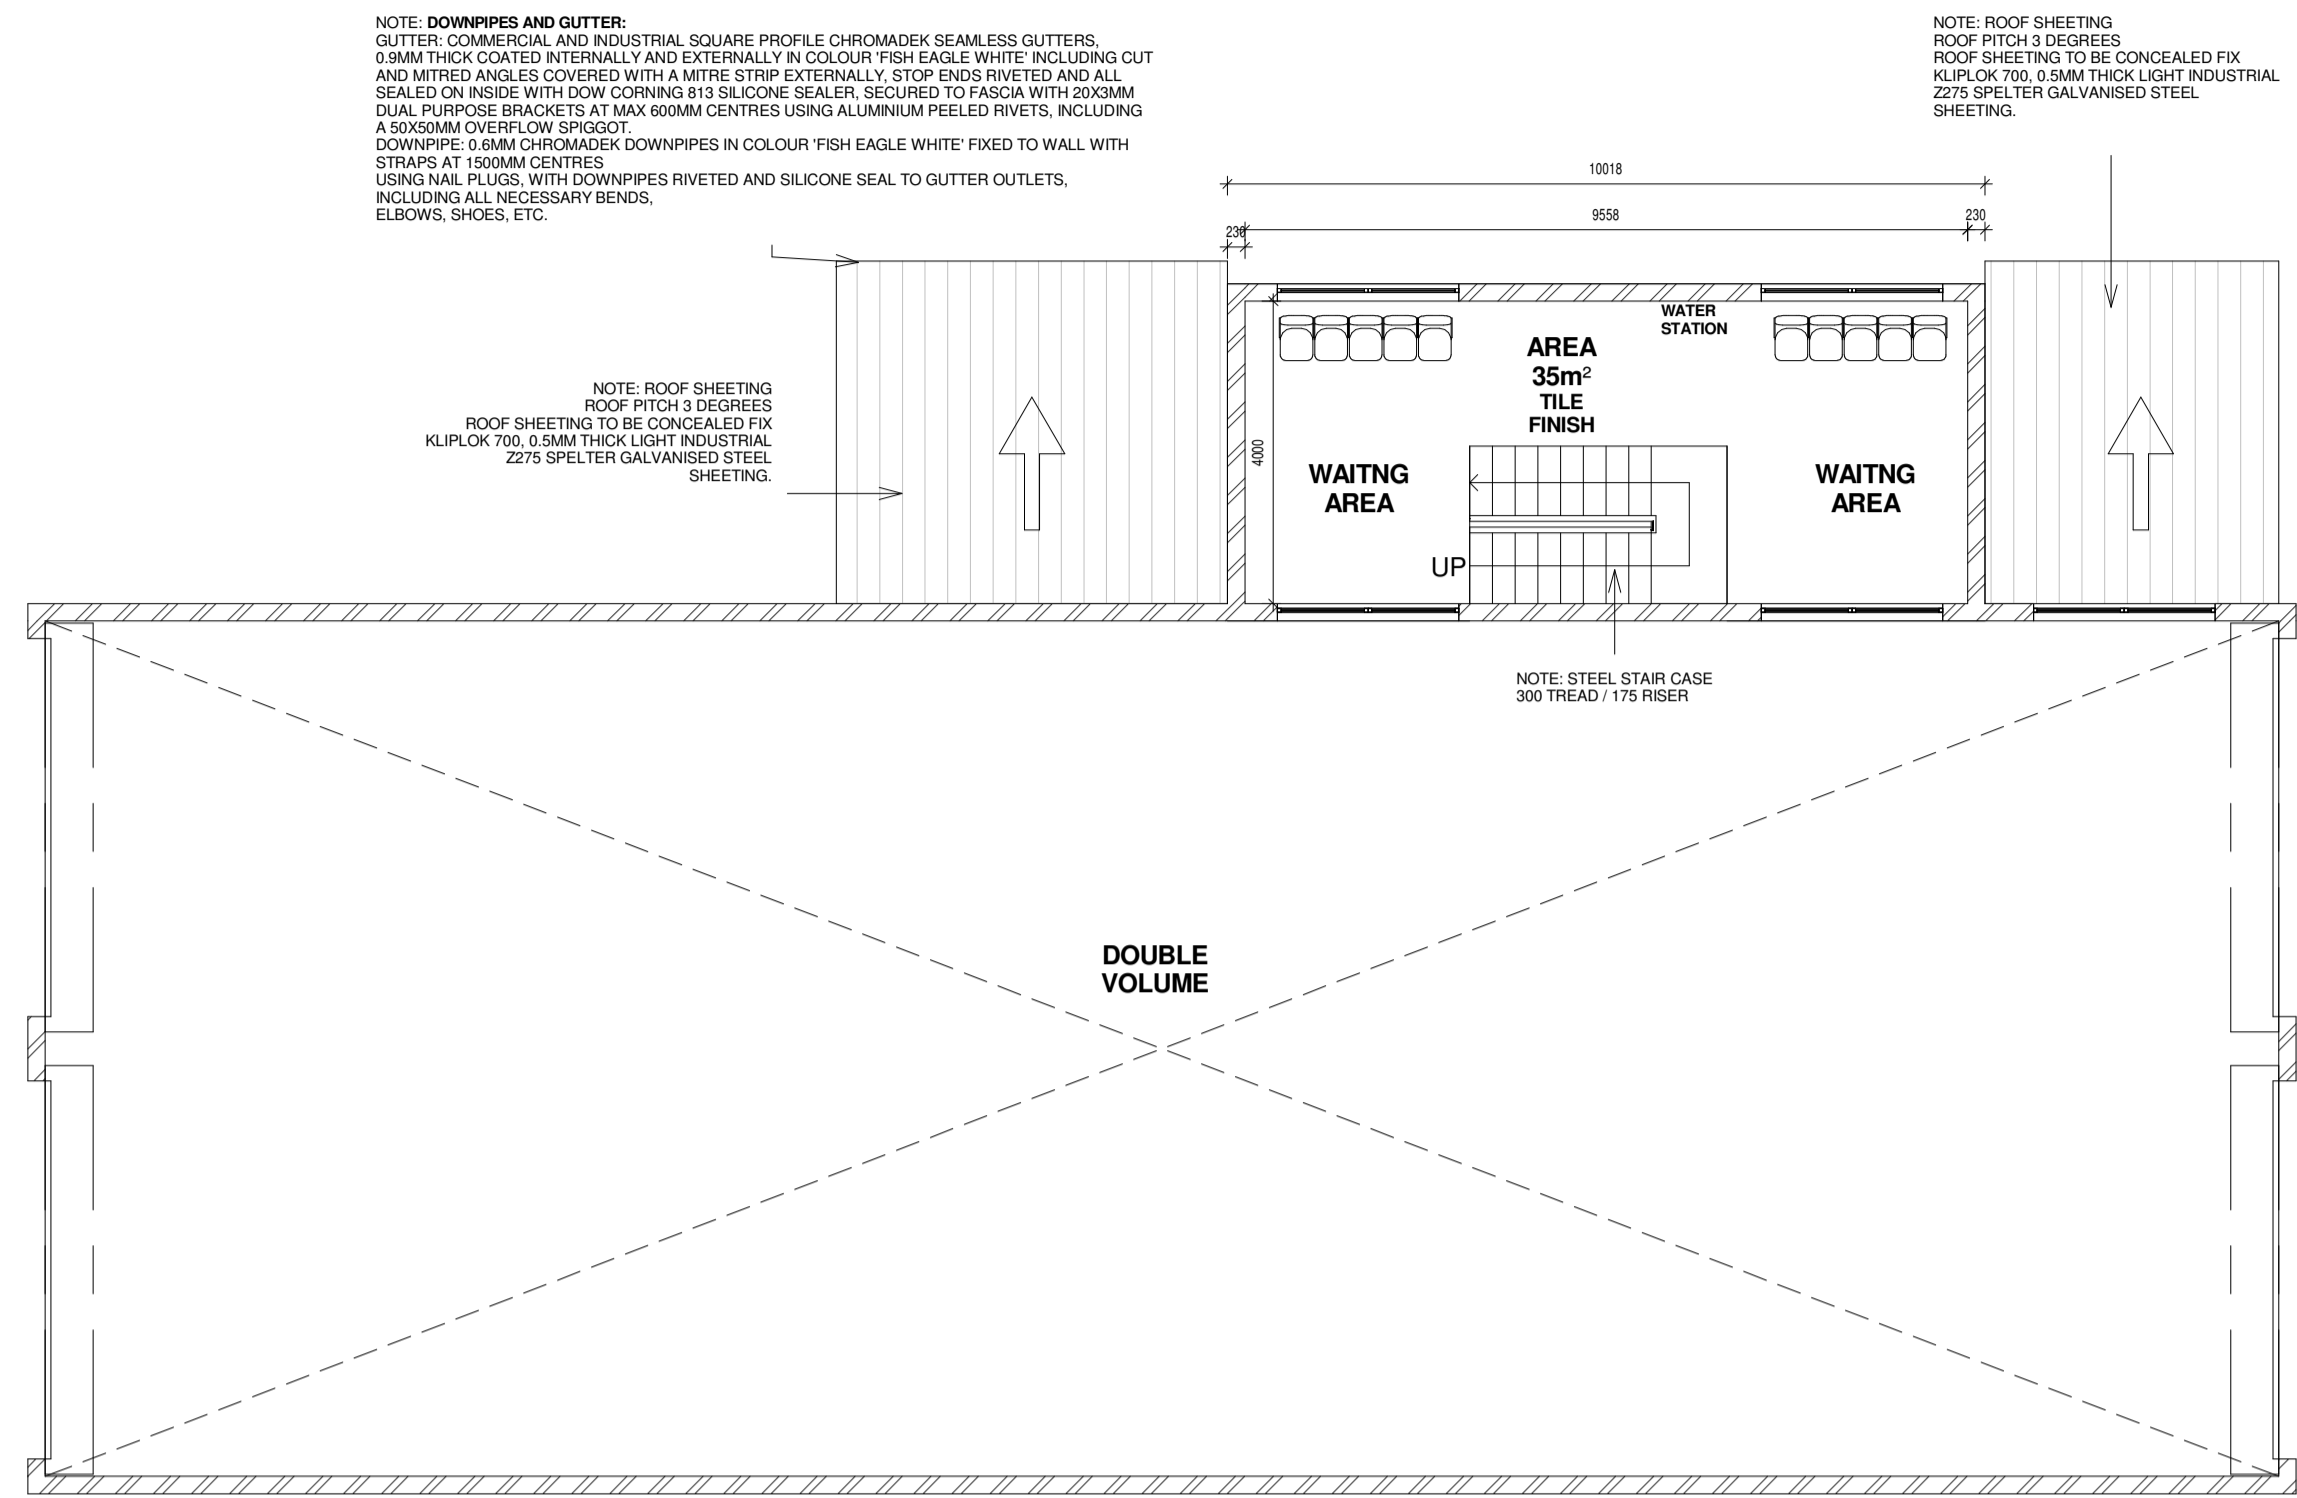 NOTE: DOWNPIPES AND GUTTER:
GUTTER: COMMERCIAL AND INDUSTRIAL SQUARE PROFILE CHROMADEK SEAMLESS GUTTERS,
0.9MM THICK COATED INTERNALLY AND EXTERNALLY IN COLOUR 'FISH EAGLE WHITE' INCLUDING CUT
AND MITRED ANGLES COVERED WITH A MITRE STRIP EXTERNALLY, STOP ENDS RIVETED AND ALL
SEALED ON INSIDE WITH DOW CORNING 813 SILICONE SEALER, SECURED TO FASCIA WITH 20X3MM
DUAL PURPOSE BRACKETS AT MAX 600MM CENTRES USING ALUMINIUM PEELED RIVETS, INCLUDING
A 50X50MM OVERFLOW SPIGGOT.
DOWNPIPE: 0.6MM CHROMADEK DOWNPIPES IN COLOUR 'FISH EAGLE WHITE' FIXED TO WALL WITH
STRAPS AT 1500MM CENTRES
USING NAIL PLUGS, WITH DOWNPIPES RIVETED AND SILICONE SEAL TO GUTTER OUTLETS,
INCLUDING ALL NECESSARY BENDS,
ELBOWS, SHOES, ETC.
NOTE: ROOF SHEETING
ROOF PITCH 3 DEGREES
ROOF SHEETING TO BE CONCEALED FIX
KLIPLOK 700, 0.5MM THICK LIGHT INDUSTRIAL
Z275 SPELTER GALVANISED STEEL
SHEETING.
10018
9558
230
230
WATER
STATION
AREA
35m²
TILE
FINISH
NOTE: ROOF SHEETING
ROOF PITCH 3 DEGREES
ROOF SHEETING TO BE CONCEALED FIX
KLIPLOK 700, 0.5MM THICK LIGHT INDUSTRIAL
Z275 SPELTER GALVANISED STEEL
SHEETING.
4000
WAITNG
AREA
WAITNG
AREA
UP
NOTE: STEEL STAIR CASE
300 TREAD / 175 RISER
DOUBLE
VOLUME